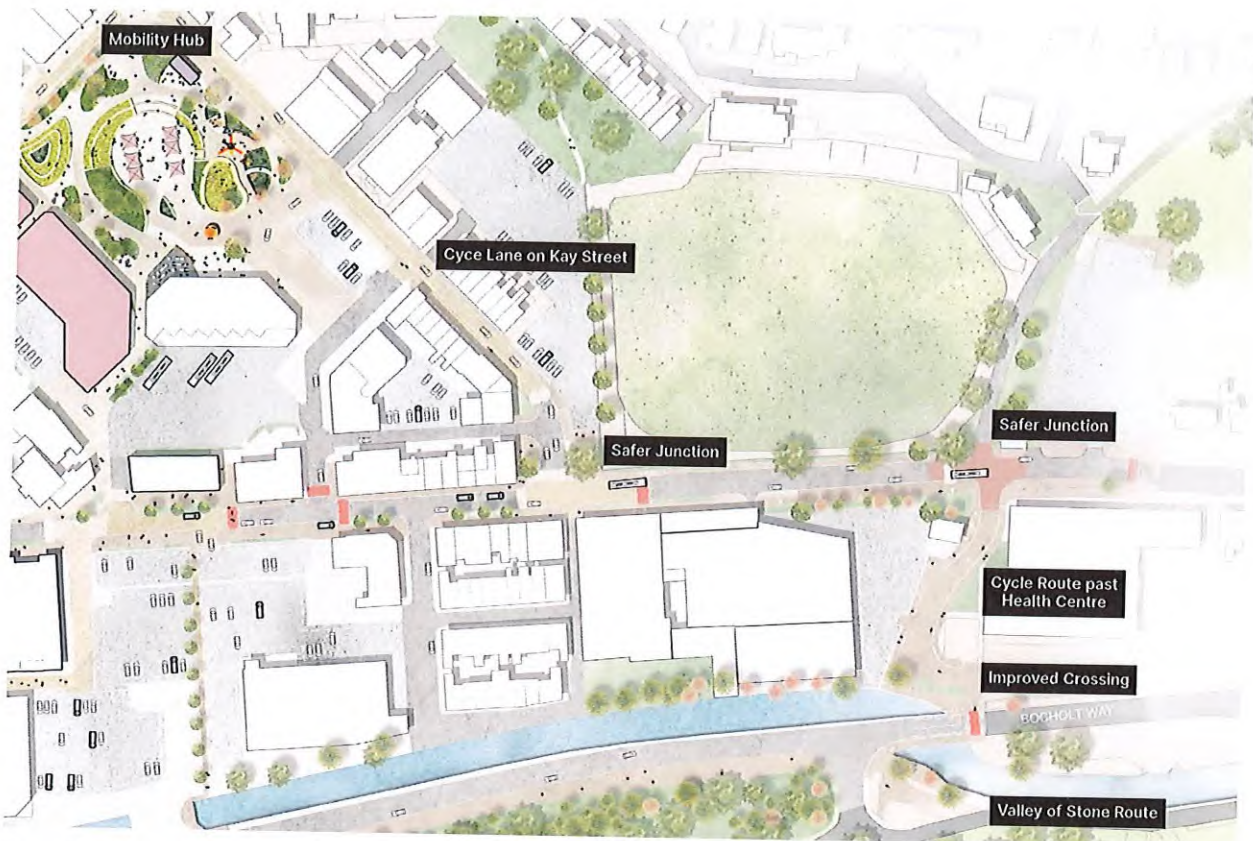 Mobility Hub
Cyce Lane on Kay Street
Safer Junction
Safer Junction
Cycle Route past
Health Centre
Improved Crossing
BOCHOLT WAY
Valley of Stone Route